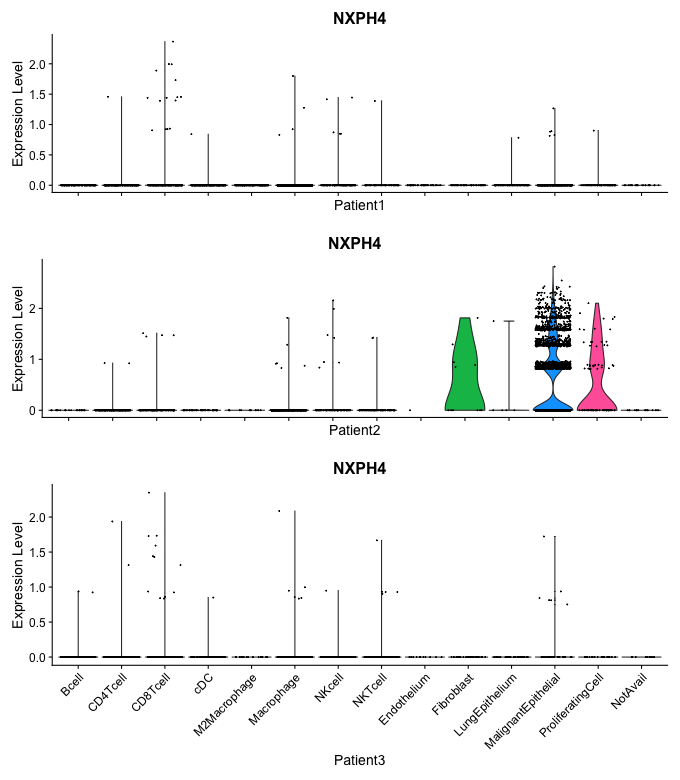 NXPH4
Expression Level
2.0
1.5
1.0
0.5
0.0
Patient1
NXPH4
Expression Level
2
1
0
Patient2
NXPH4
Expression Level
2.0
1.5
1.0
0.5
0.0
Bcell
CD4Tcell
CD8Tcell
cDC
M2Macrophage
Macrophage
NKcell
NKTcell
Endothelium
Fibroblast
LungEpithelium
MalignantEpithelial
ProliferatingCell
NotAvail
Patient3